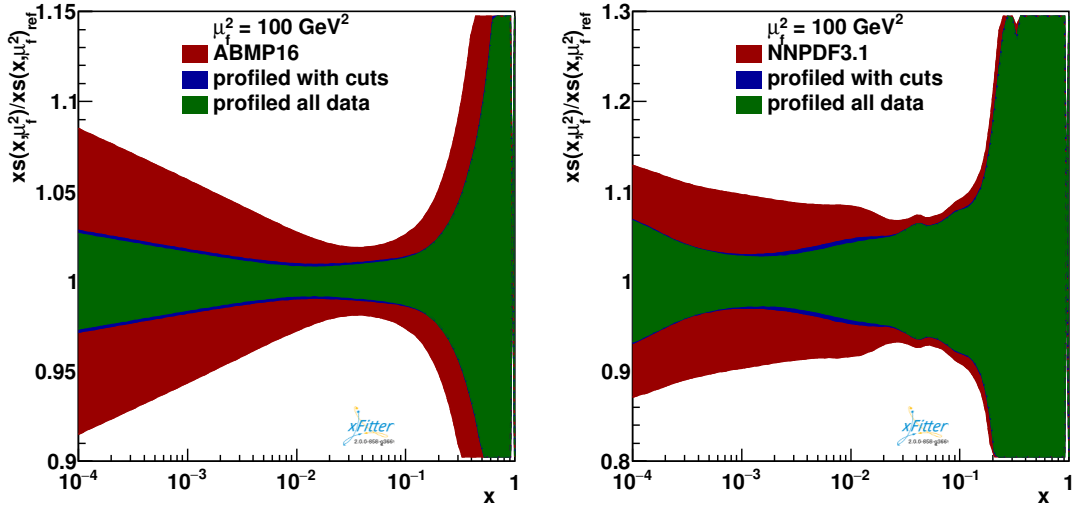 xs(x,μ_f^2)/xs(x,μ_f^2)_ref
1.15
1.1
1.05
1
0.95
0.9
μ_f^2 = 100 GeV^2
ABMP16
profiled with cuts
profiled all data
xFitter
10^−4
10^−3
10^−2
10^−1
1
x
xs(x,μ_f^2)/xs(x,μ_f^2)_ref
1.3
1.2
1.1
1
0.9
0.8
μ_f^2 = 100 GeV^2
NNPDF3.1
profiled with cuts
profiled all data
xFitter
10^−4
10^−3
10^−2
10^−1
1
x